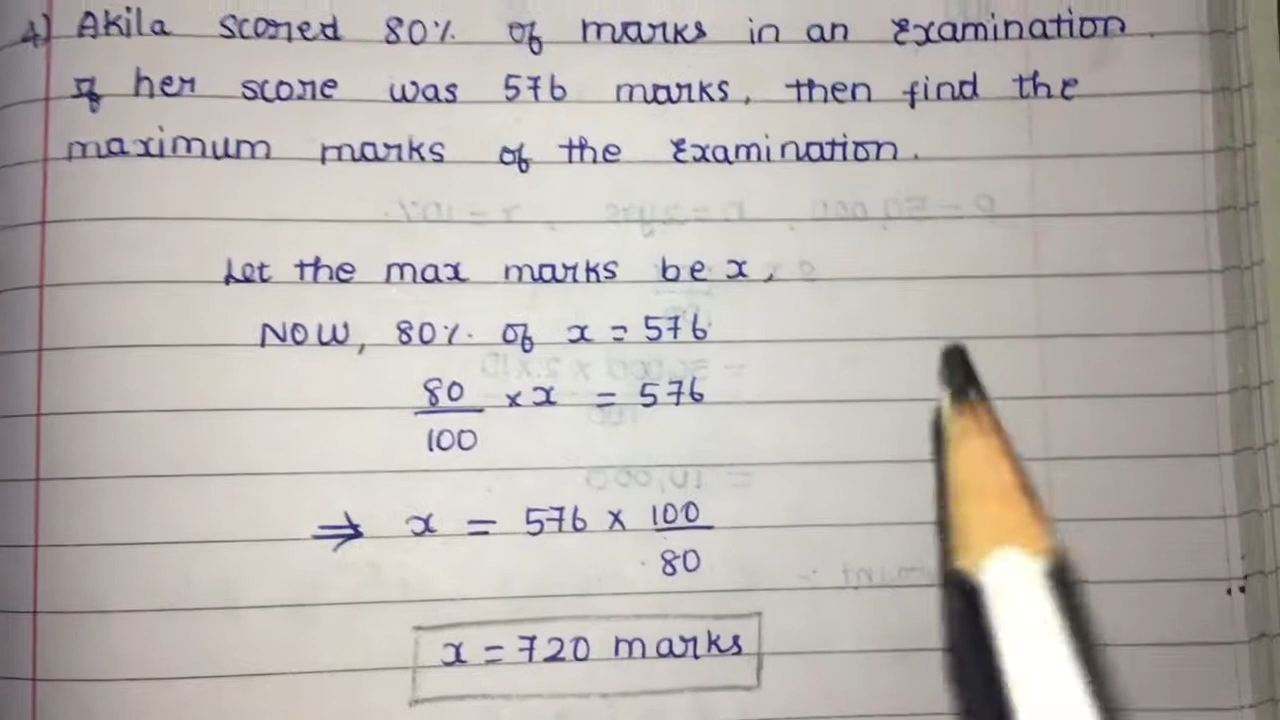 4) Akila scored 80% of marks in an Examination.
If her score was 576 marks, then find the
maximum marks of the Examination.
Let the max marks be x,
NOW, 80% of x = 576
80/100 × x = 576
⇒ x = 576 × 100/80
x = 720 marks